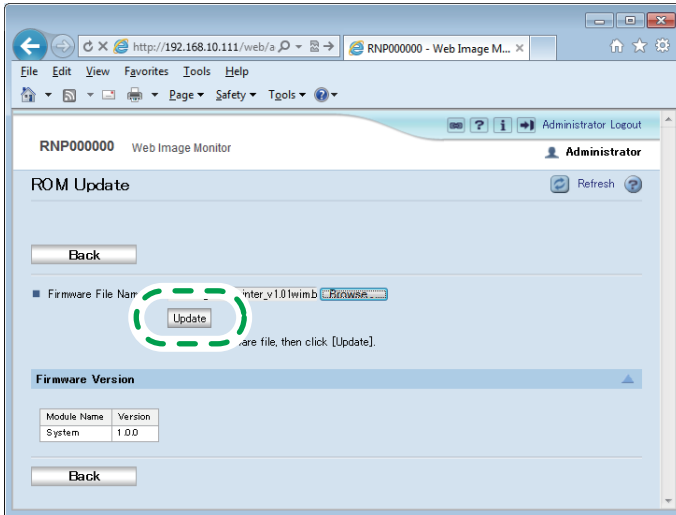 http://192.168.10.111/web/a
RNP000000 - Web Image M...
File Edit View Favorites Tools Help
Page Safety Tools
Administrator Logout
RNP000000 Web Image Monitor
Administrator
ROM Update
Refresh
Back
Firmware File Nam inter_v1.01wim.b Browse...
Update
are file, then click [Update].
Firmware Version
Module Name Version
System 1.0.0
Back